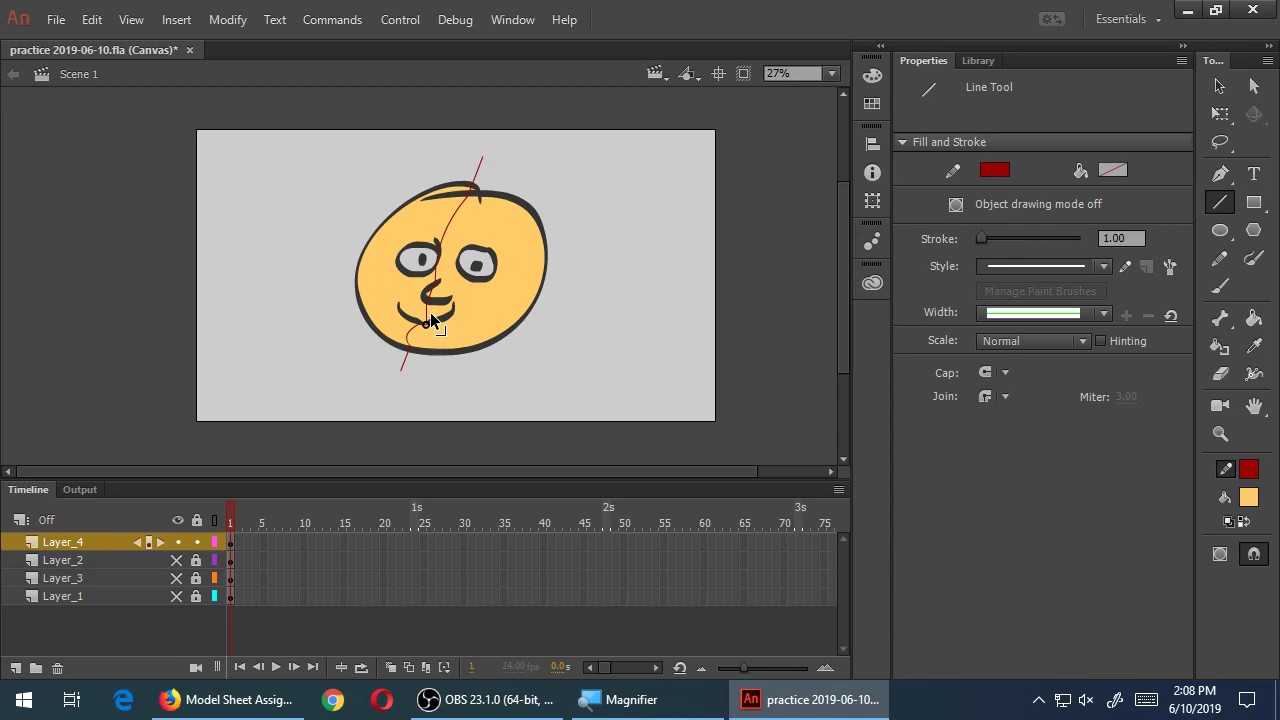 An File Edit View Insert Modify Text Commands Control Debug Window Help Essentials
practice 2019-06-10.fla (Canvas)* ×
Scene 1 27%
Properties Library To...
Line Tool
Fill and Stroke
Object drawing mode off
Stroke: 1.00
Style:
Manage Paint Brushes
Width:
Scale: Normal Hinting
Cap:
Join: Miter: 3.00
Timeline Output
1s 2s 3s
Off 1 5 10 15 20 25 30 35 40 45 50 55 60 65 70 75
Layer_4
Layer_2
Layer_3
Layer_1
1 24.00 fps 0.0 s
Model Sheet Assig... OBS 23.1.0 (64-bit, ... Magnifier An practice 2019-06-10...
2:08 PM
6/10/2019